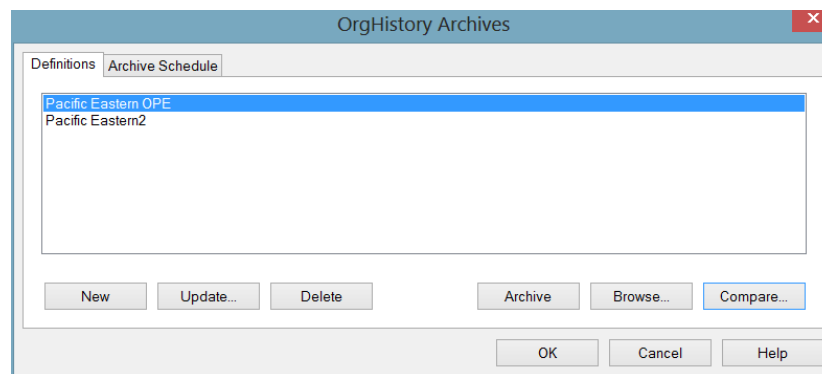 OrgHistory Archives
X
Definitions Archive Schedule
Pacific Eastern OPE
Pacific Eastern2
New Update... Delete Archive Browse... Compare...
OK Cancel Help